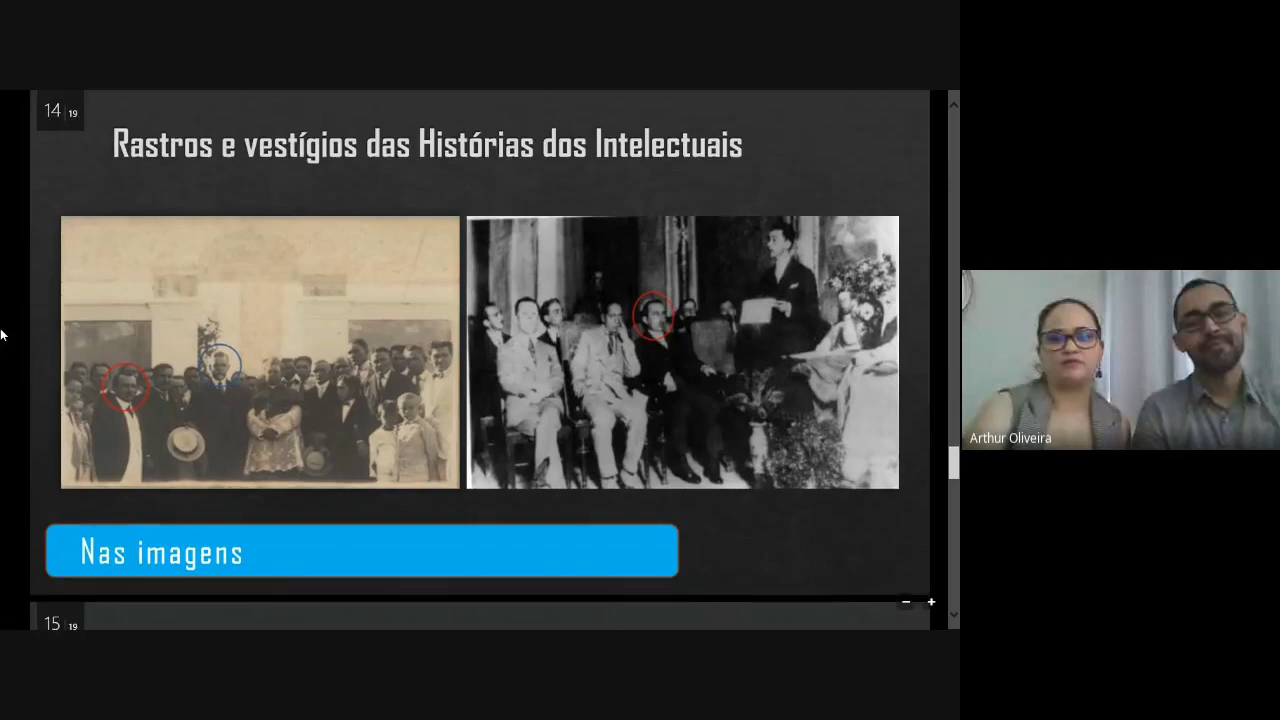 14 | 19
Rastros e vestígios das Histórias dos Intelectuais
Nas imagens
15 | 19
Arthur Oliveira